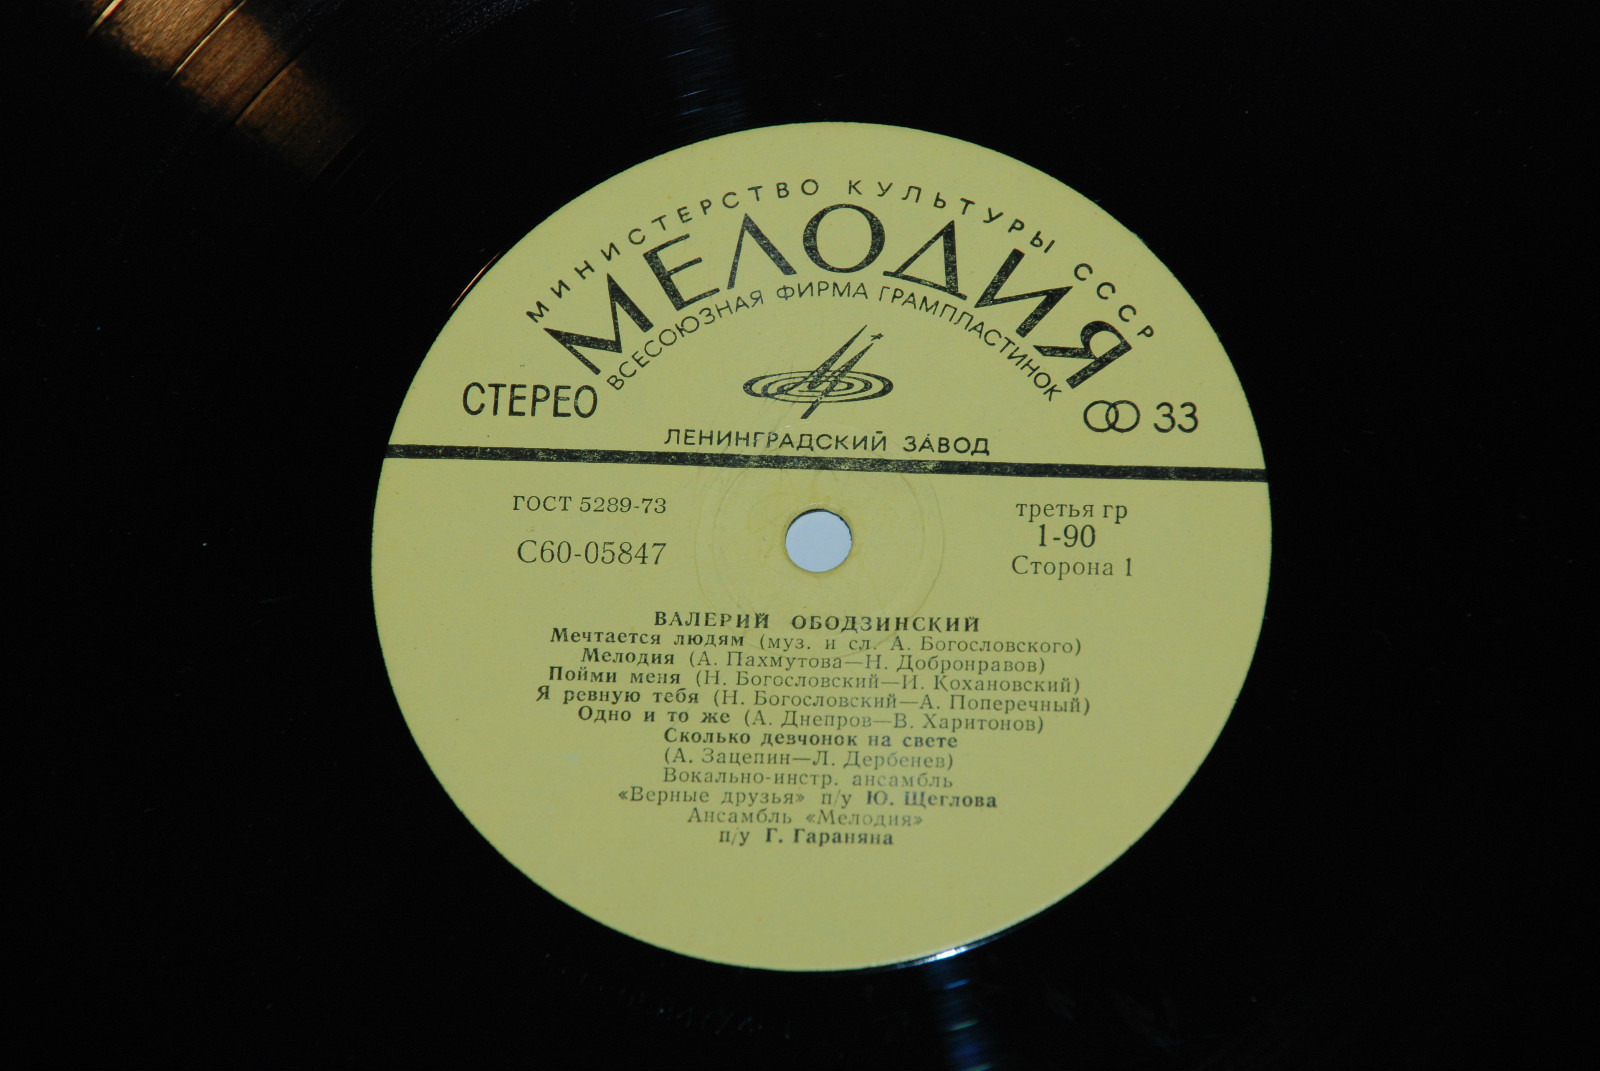 МИНИСТЕРСТВО КУЛЬТУРЫ СССР
МЕЛОДИЯ
ВСЕСОЮЗНАЯ ФИРМА ГРАМПЛАСТИНОК
СТЕРЕО
33
ЛЕНИНГРАДСКИЙ ЗАВОД
ГОСТ 5289-73
С60-05847
третья гр
1-90
Сторона 1
ВАЛЕРИЙ ОБОДЗИНСКИЙ
Мечтается людям (муз. и сл. А. Богословского)
Мелодия (А. Пахмутова—Н. Добронравов)
Пойми меня (Н. Богословский—И. Кохановский)
Я ревную тебя (Н. Богословский—А. Поперечный)
Одно и то же (А. Днепров—В. Харитонов)
Сколько девчонок на свете
(А. Зацепин—Л. Дербенев)
Вокально-инстр. ансамбль
«Верные друзья» п/у Ю. Щеглова
Ансамбль «Мелодия»
п/у Г. Гараняна